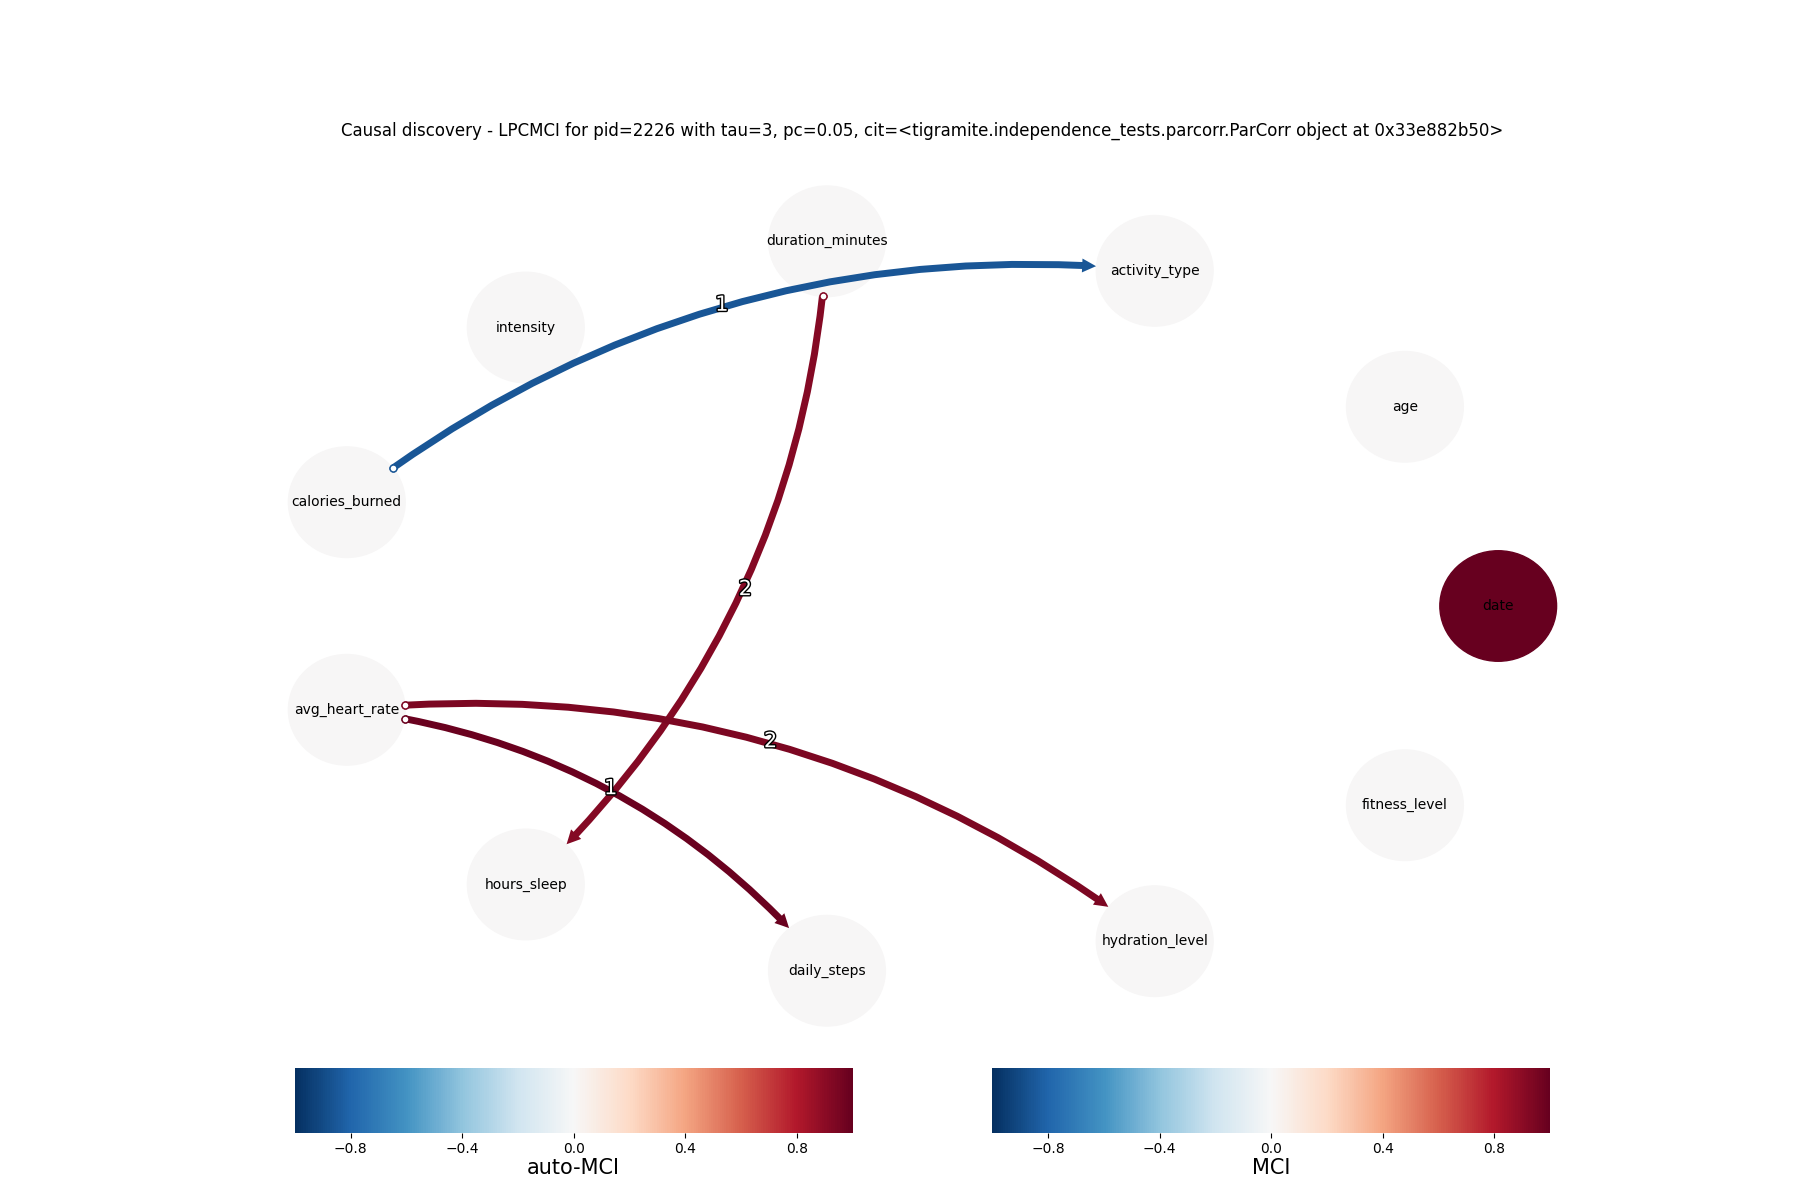 Causal discovery - LPCMCI for pid=2226 with tau=3, pc=0.05, cit=<tigramite.independence_tests.parcorr.ParCorr object at 0x33e882b50>
duration_minutes
activity_type
1
intensity
age
calories_burned
2
date
avg_heart_rate
2
1
fitness_level
hours_sleep
hydration_level
daily_steps
−0.8 −0.4 0.0 0.4 0.8
auto-MCI
−0.8 −0.4 0.0 0.4 0.8
MCI